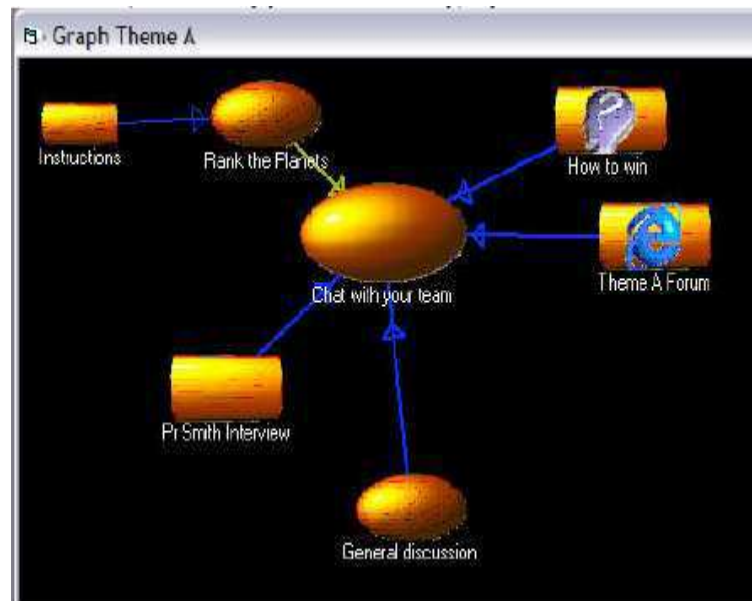 Graph Theme A
Instructions
Rank the Planets
How to win
Theme A Forum
Chat with your team
Pr Smith Interview
General discussion